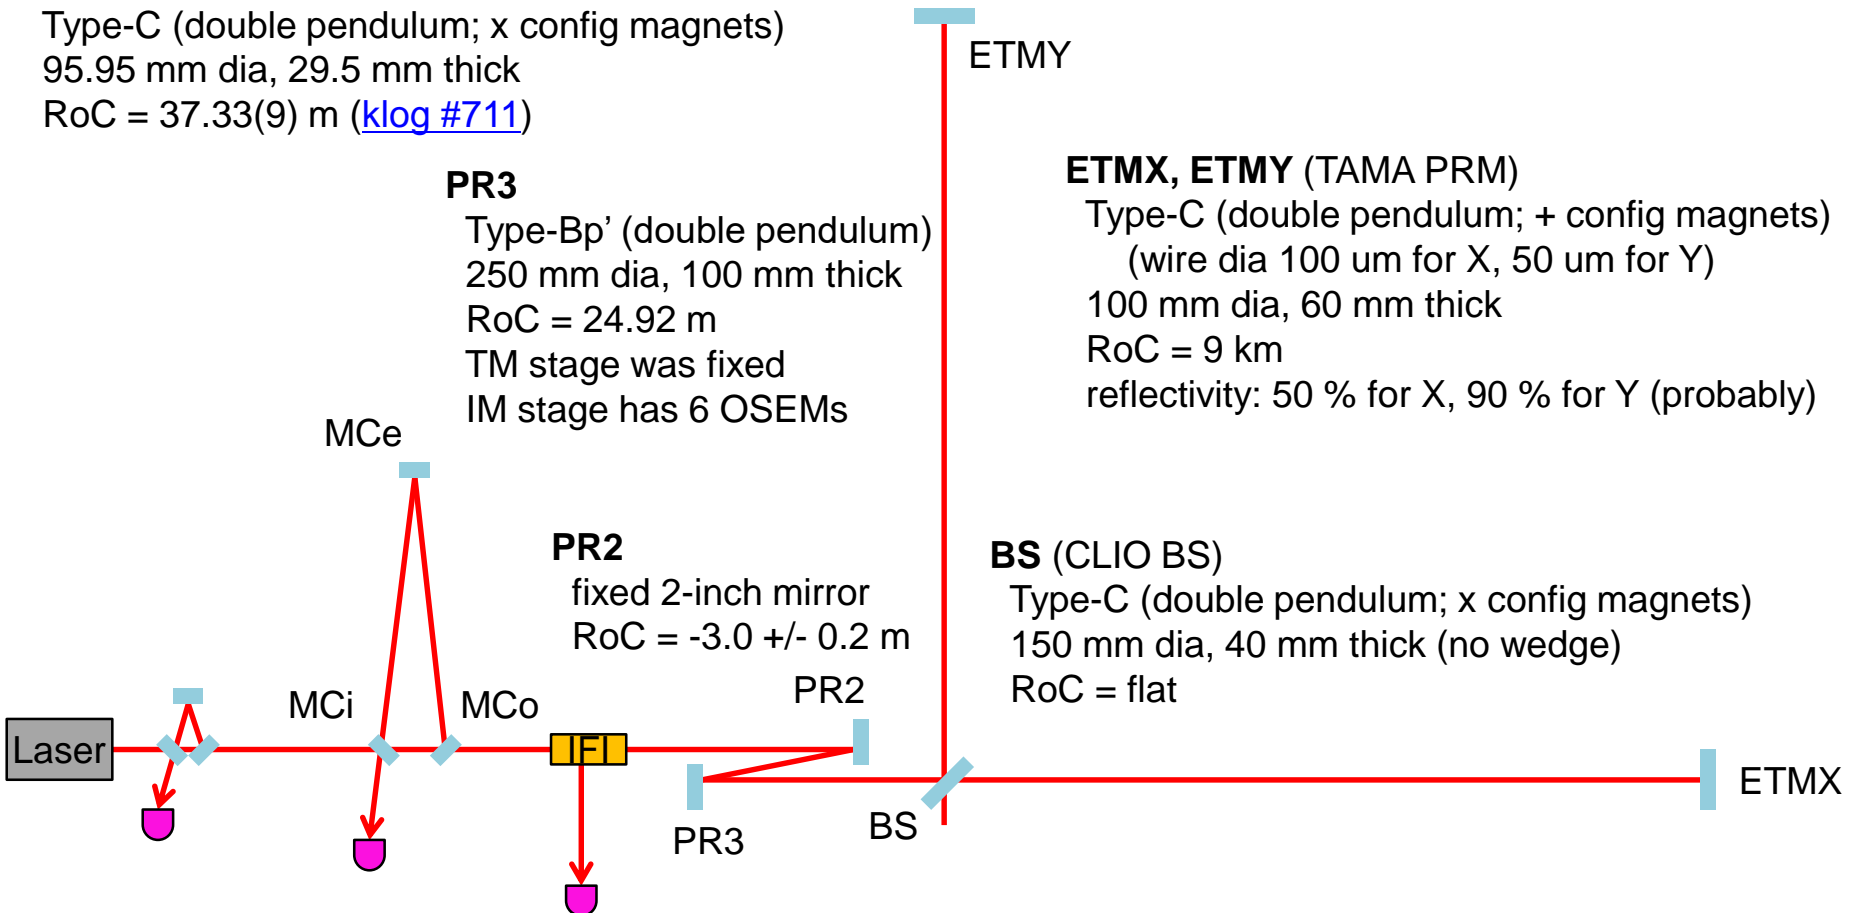 Type-C (double pendulum; x config magnets)
95.95 mm dia, 29.5 mm thick
RoC = 37.33(9) m (klog #711)
ETMY
PR3
Type-Bp’ (double pendulum)
250 mm dia, 100 mm thick
RoC = 24.92 m
TM stage was fixed
IM stage has 6 OSEMs
ETMX, ETMY (TAMA PRM)
Type-C (double pendulum; + config magnets)
(wire dia 100 um for X, 50 um for Y)
100 mm dia, 60 mm thick
RoC = 9 km
reflectivity: 50 % for X, 90 % for Y (probably)
MCe
PR2
fixed 2-inch mirror
RoC = -3.0 +/- 0.2 m
BS (CLIO BS)
Type-C (double pendulum; x config magnets)
150 mm dia, 40 mm thick (no wedge)
RoC = flat
MCi
MCo
PR2
Laser
IFI
ETMX
PR3
BS